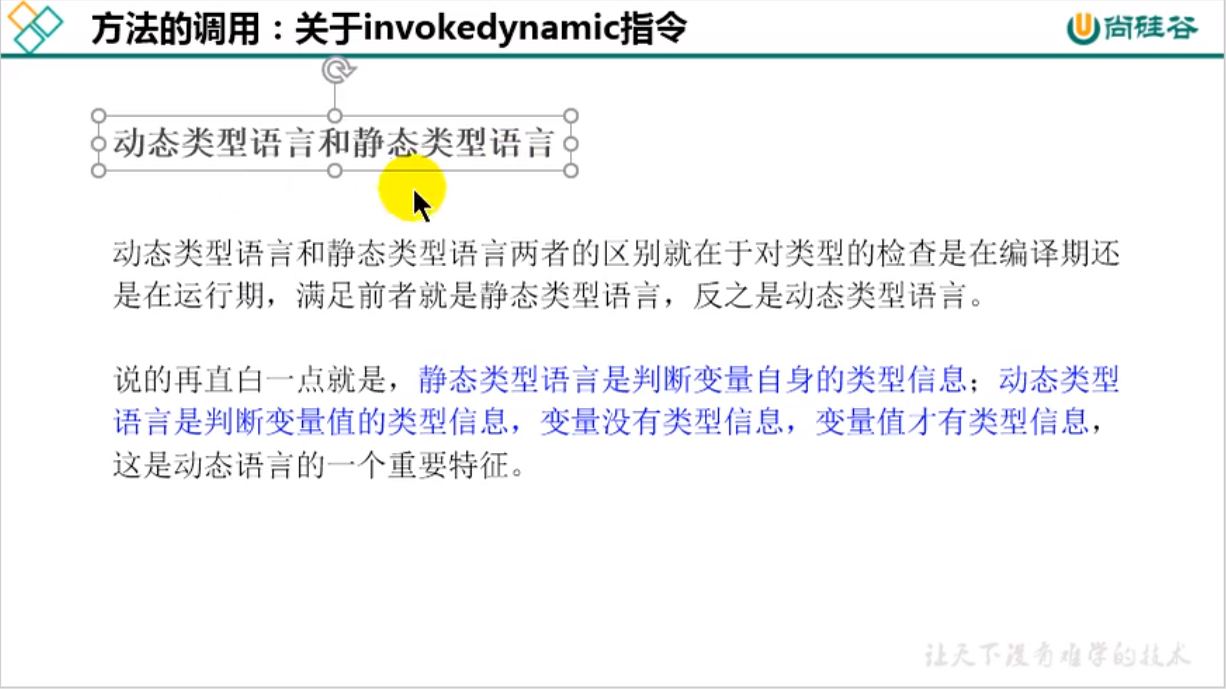 方法的调用：关于invokedynamic指令
尚硅谷
动态类型语言和静态类型语言
动态类型语言和静态类型语言两者的区别就在于对类型的检查是在编译期还
是在运行期，满足前者就是静态类型语言，反之是动态类型语言。
说的再直白一点就是，静态类型语言是判断变量自身的类型信息；动态类型
语言是判断变量值的类型信息，变量没有类型信息，变量值才有类型信息，
这是动态语言的一个重要特征。
让天下没有难学的技术